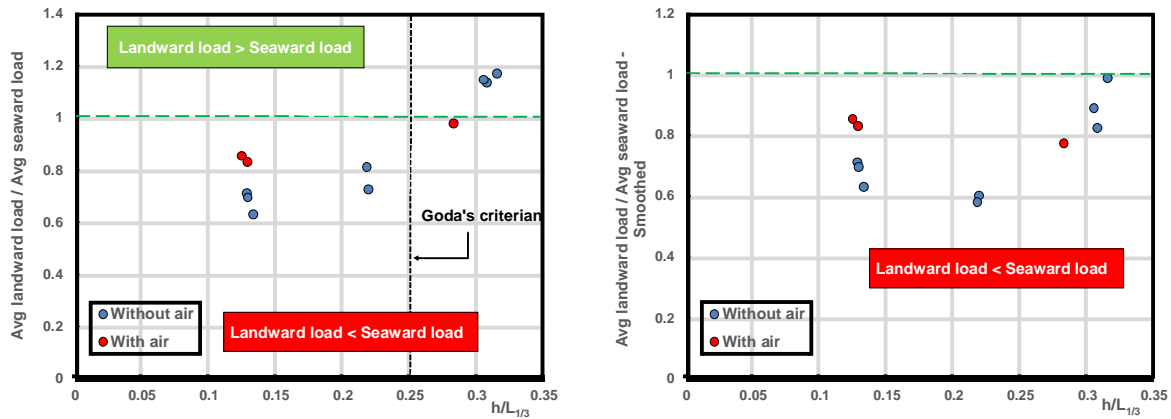 Avg landward load / Avg seaward load
1.4
1.2
1
0.8
0.6
0.4
0.2
0
Landward load > Seaward load
Goda's criterian
Without air
With air
Landward load < Seaward load
0 0.05 0.1 0.15 0.2 0.25 0.3 0.35
h/L1/3
Avg landward load / Avg seaward load -
Smoothed
1.2
1
0.8
0.6
0.4
0.2
0
Landward load < Seaward load
Without air
With air
0 0.05 0.1 0.15 0.2 0.25 0.3 0.35
h/L1/3